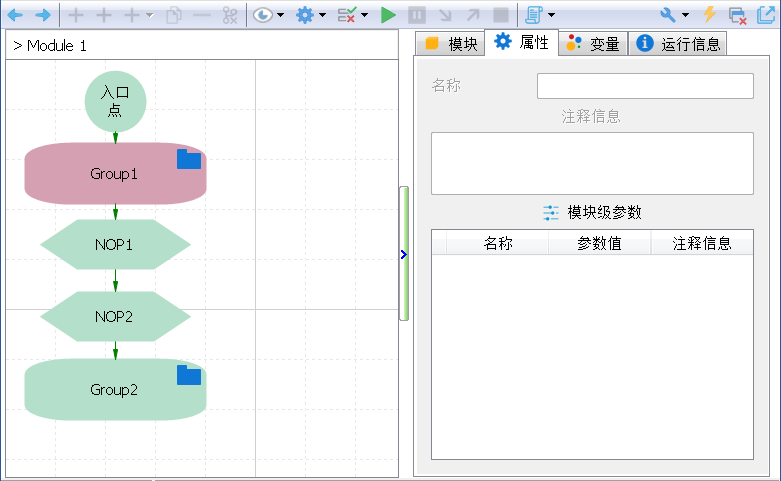 > Module 1
入口
点
Group1
NOP1
NOP2
Group2
模块 属性 变量 运行信息
名称
注释信息
模块级参数
名称 参数值 注释信息